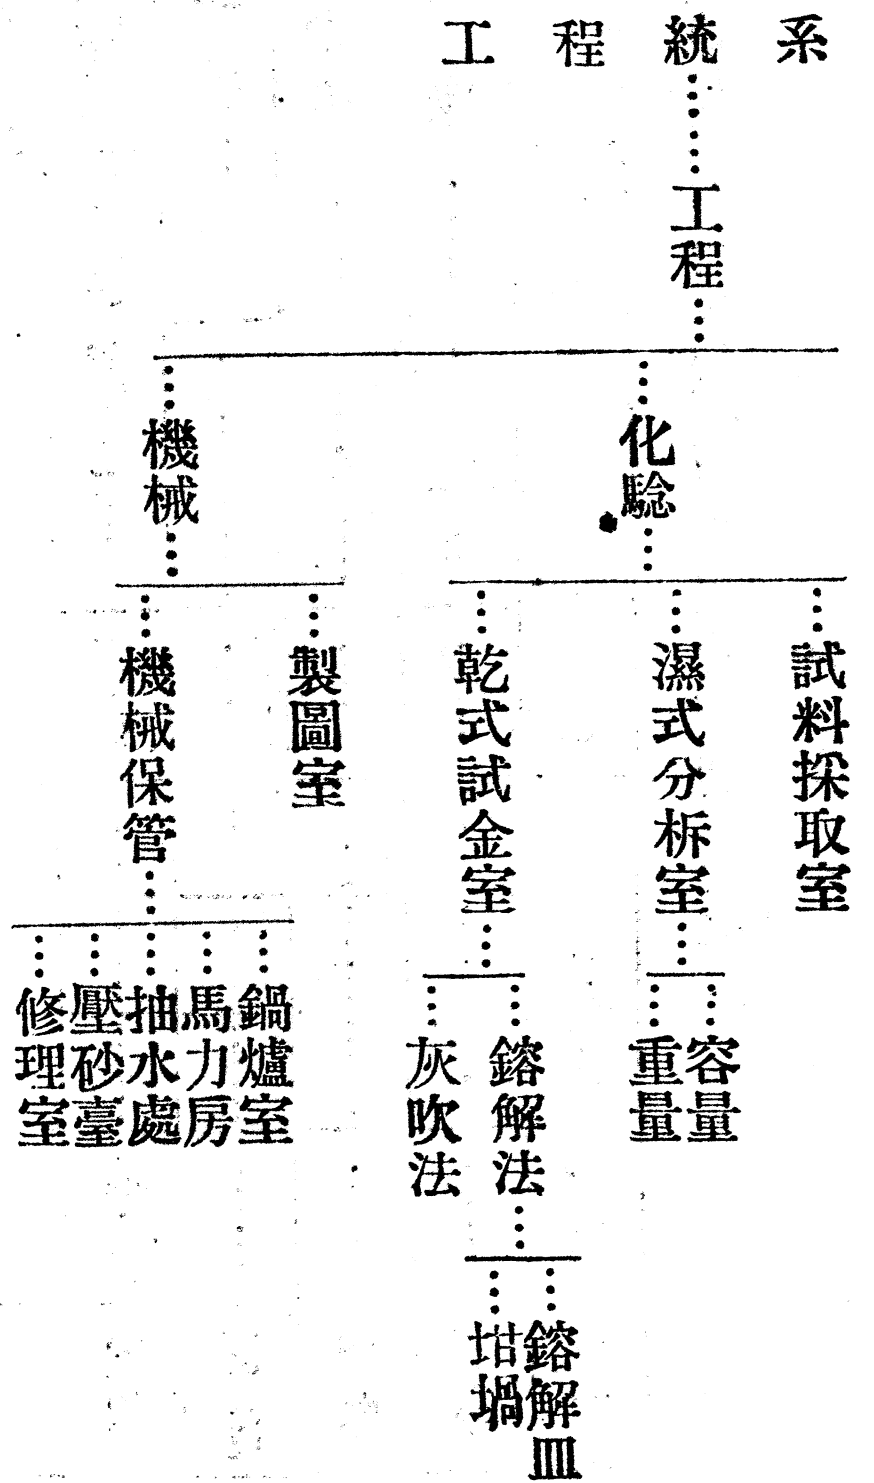 工程統系
工程
化騐
試料採取室
濕式分析室
容量
重量
乾式試金室
鎔解法
鎔解皿
坩堝
灰吹法
機械
製圖室
機械保管
鍋爐室
馬力房
抽水處
壓砂臺
修理室